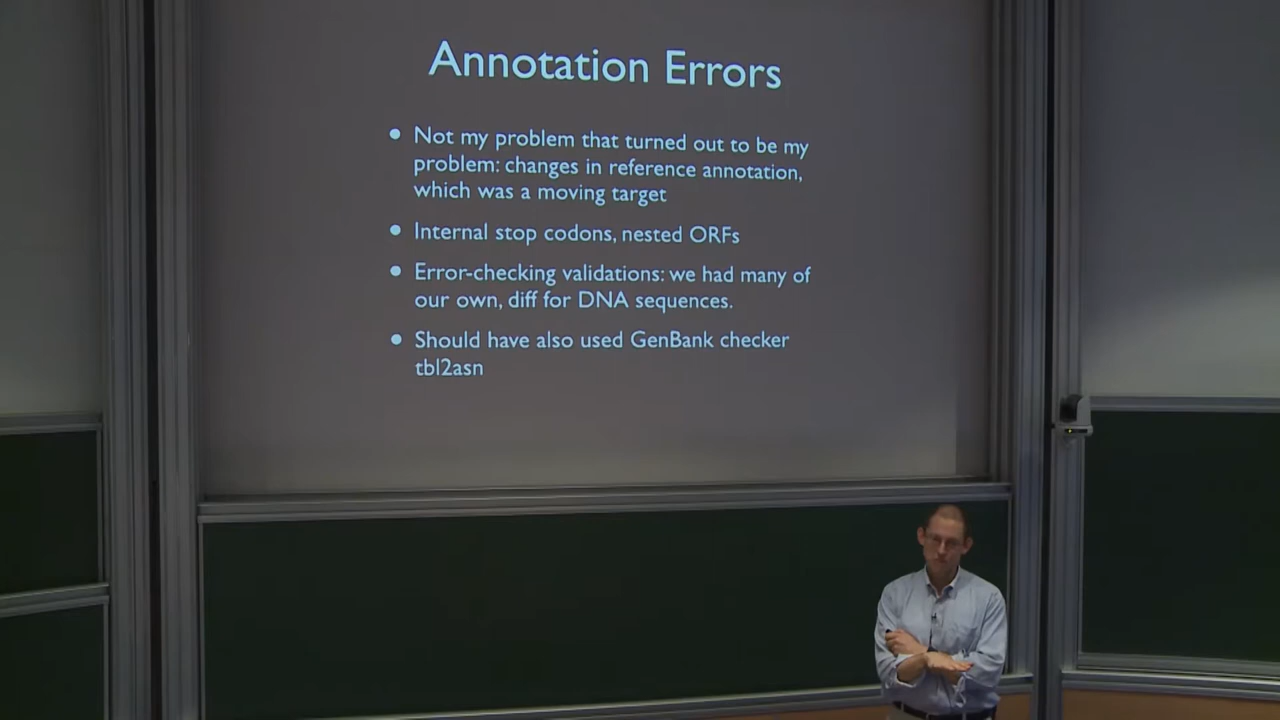 Annotation Errors
• Not my problem that turned out to be my
problem: changes in reference annotation,
which was a moving target
• Internal stop codons, nested ORFs
• Error-checking validations: we had many of
our own, diff for DNA sequences.
• Should have also used GenBank checker
tbl2asn